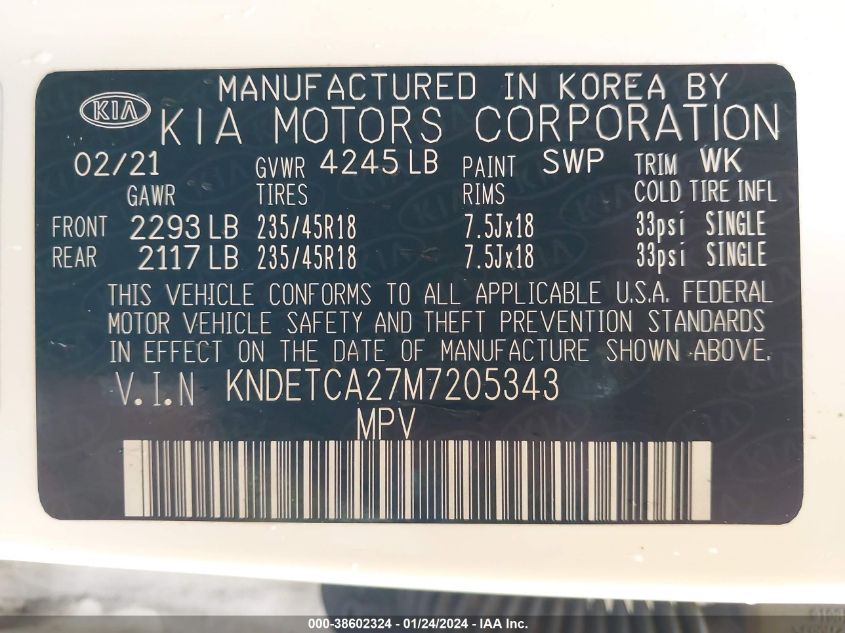 MANUFACTURED IN KOREA BY
KIA KIA MOTORS CORPORATION
02/21 GVWR 4245 LB PAINT SWP TRIM WK
GAWR TIRES RIMS COLD TIRE INFL
FRONT 2293 LB 235/45R18 7.5Jx18 33psi SINGLE
REAR 2117 LB 235/45R18 7.5Jx18 33psi SINGLE
THIS VEHICLE CONFORMS TO ALL APPLICABLE U.S.A. FEDERAL
MOTOR VEHICLE SAFETY AND THEFT PREVENTION STANDARDS
IN EFFECT ON THE DATE OF MANUFACTURE SHOWN ABOVE.
V.I.N KNDETCA27M7205343
MPV
000-38602324 - 01/24/2024 - IAA Inc.